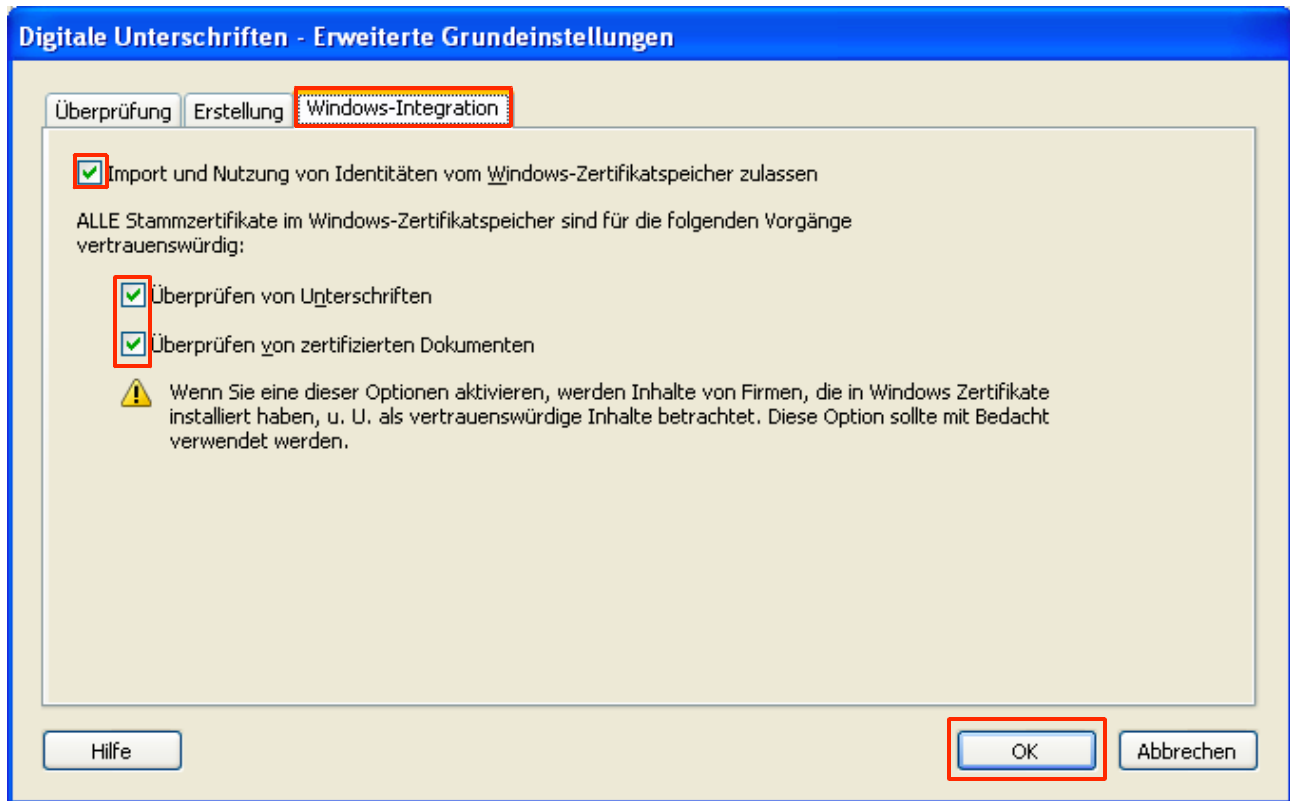 Digitale Unterschriften - Erweiterte Grundeinstellungen
Überprüfung Erstellung Windows-Integration
Import und Nutzung von Identitäten vom Windows-Zertifikatspeicher zulassen
ALLE Stammzertifikate im Windows-Zertifikatspeicher sind für die folgenden Vorgänge
vertrauenswürdig:
Überprüfen von Unterschriften
Überprüfen von zertifizierten Dokumenten
Wenn Sie eine dieser Optionen aktivieren, werden Inhalte von Firmen, die in Windows Zertifikate
installiert haben, u. U. als vertrauenswürdige Inhalte betrachtet. Diese Option sollte mit Bedacht
verwendet werden.
Hilfe OK Abbrechen